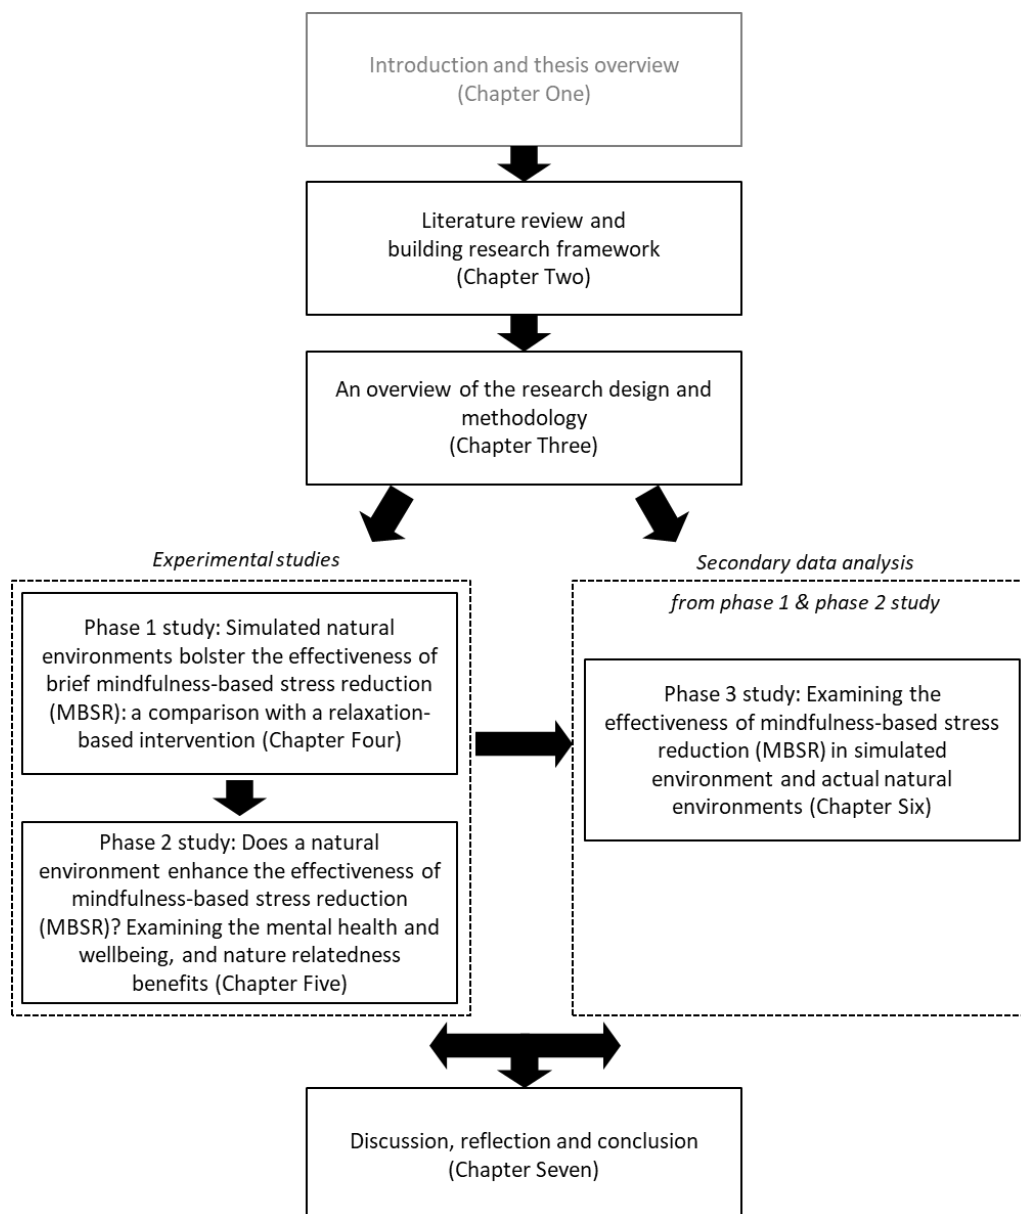 Introduction and thesis overview
(Chapter One)
Literature review and
building research framework
(Chapter Two)
An overview of the research design and
methodology
(Chapter Three)
Experimental studies
Phase 1 study: Simulated natural
environments bolster the effectiveness of
brief mindfulness-based stress reduction
(MBSR): a comparison with a relaxation-
based intervention (Chapter Four)
Phase 2 study: Does a natural
environment enhance the effectiveness of
mindfulness-based stress reduction
(MBSR)? Examining the mental health and
wellbeing, and nature relatedness
benefits (Chapter Five)
Secondary data analysis
from phase 1 & phase 2 study
Phase 3 study: Examining the
effectiveness of mindfulness-based stress
reduction (MBSR) in simulated
environment and actual natural
environments (Chapter Six)
Discussion, reflection and conclusion
(Chapter Seven)